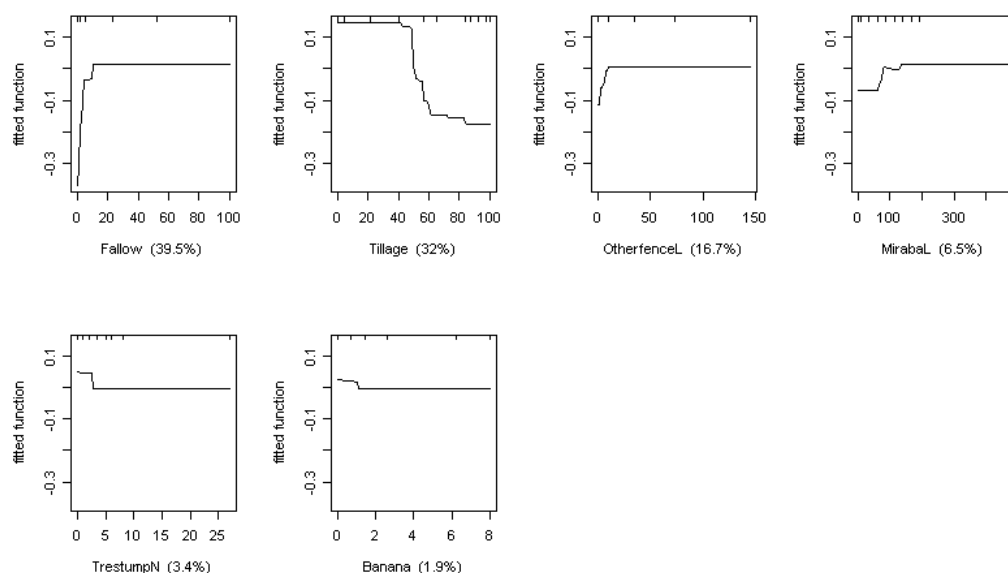 0.1
-0.1
-0.3
fitted function
0 20 40 60 80 100
Fallow (39.5%)
0.1
-0.1
-0.3
fitted function
0 20 40 60 80 100
Tillage (32%)
0.1
-0.1
-0.3
fitted function
0 50 100 150
OtherfenceL (16.7%)
0.1
-0.1
-0.3
fitted function
0 100 300
MirabaL (6.5%)
0.1
-0.1
-0.3
fitted function
0 5 10 15 20 25
TrestumpN (3.4%)
0.1
-0.1
-0.3
fitted function
0 2 4 6 8
Banana (1.9%)